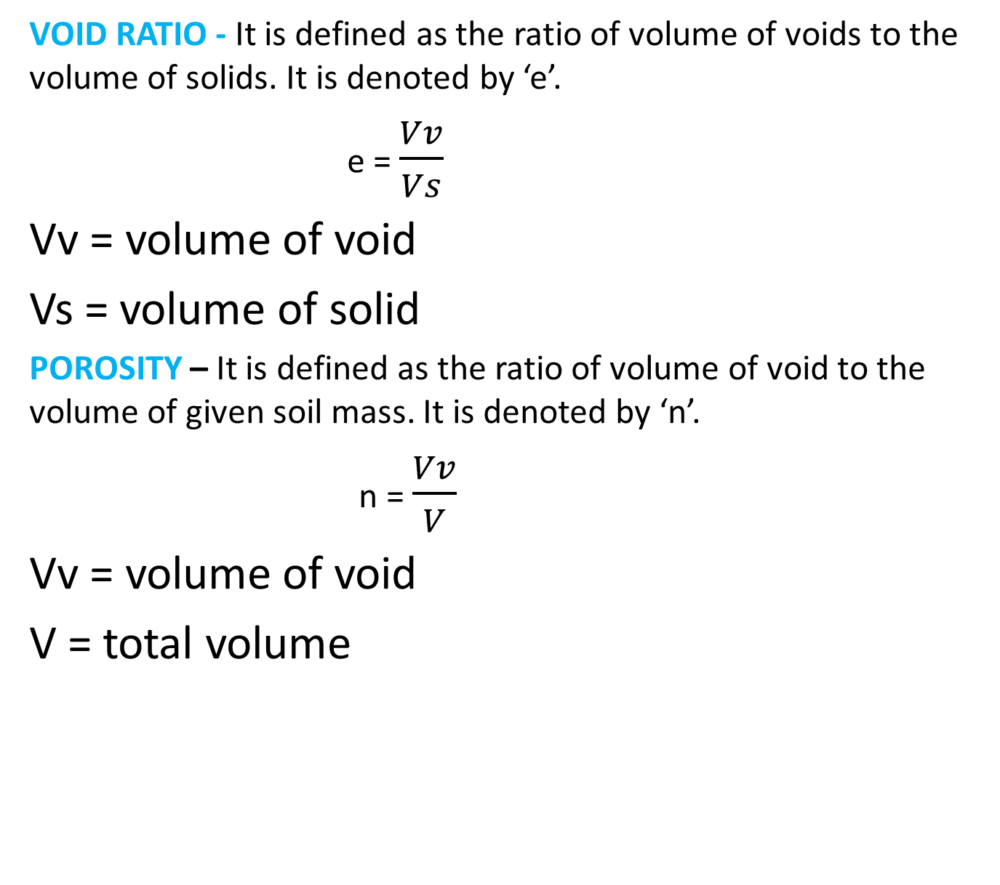 VOID RATIO - It is defined as the ratio of volume of voids to the
volume of solids. It is denoted by ‘e’.
e = Vv/Vs
Vv = volume of void
Vs = volume of solid
POROSITY – It is defined as the ratio of volume of void to the
volume of given soil mass. It is denoted by ‘n’.
n = Vv/V
Vv = volume of void
V = total volume